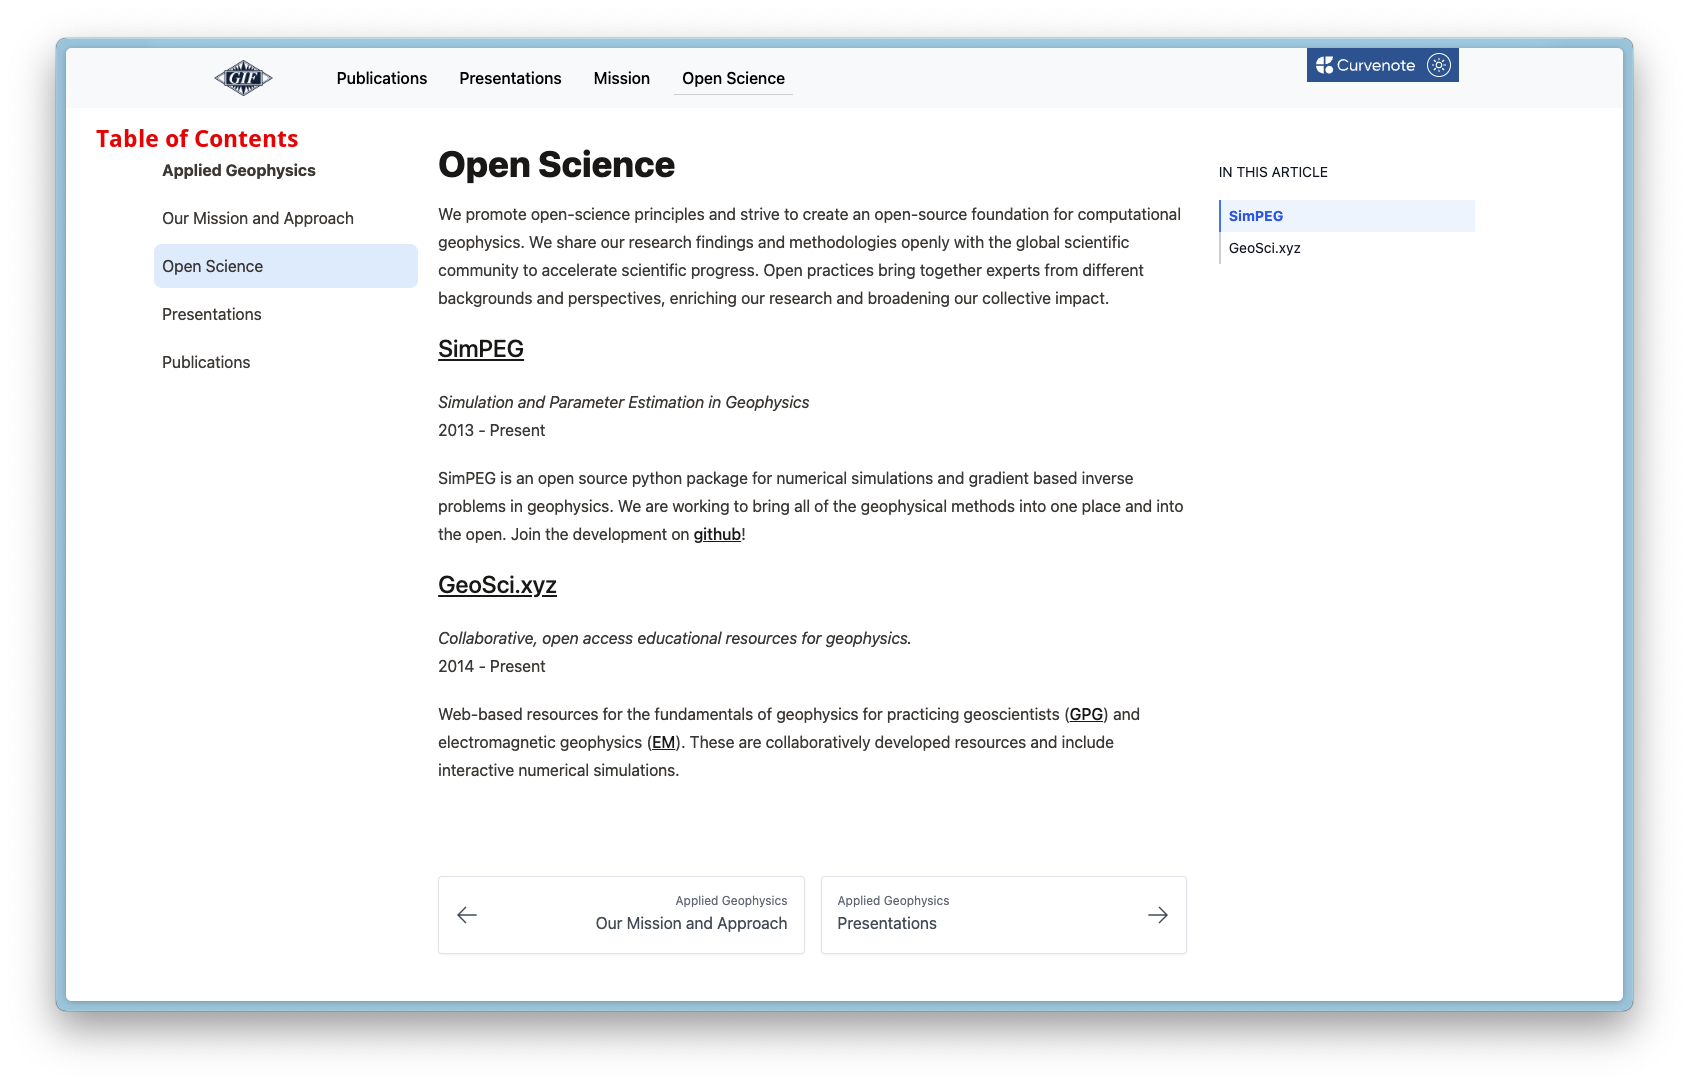 GIF
Publications
Presentations
Mission
Open Science
Curvenote
Table of Contents
Applied Geophysics
Our Mission and Approach
Open Science
Presentations
Publications
Open Science
We promote open-science principles and strive to create an open-source foundation for computational
geophysics. We share our research findings and methodologies openly with the global scientific
community to accelerate scientific progress. Open practices bring together experts from different
backgrounds and perspectives, enriching our research and broadening our collective impact.
SimPEG
Simulation and Parameter Estimation in Geophysics
2013 - Present
SimPEG is an open source python package for numerical simulations and gradient based inverse
problems in geophysics. We are working to bring all of the geophysical methods into one place and into
the open. Join the development on github!
GeoSci.xyz
Collaborative, open access educational resources for geophysics.
2014 - Present
Web-based resources for the fundamentals of geophysics for practicing geoscientists (GPG) and
electromagnetic geophysics (EM). These are collaboratively developed resources and include
interactive numerical simulations.
Applied Geophysics
Our Mission and Approach
Applied Geophysics
Presentations
IN THIS ARTICLE
SimPEG
GeoSci.xyz